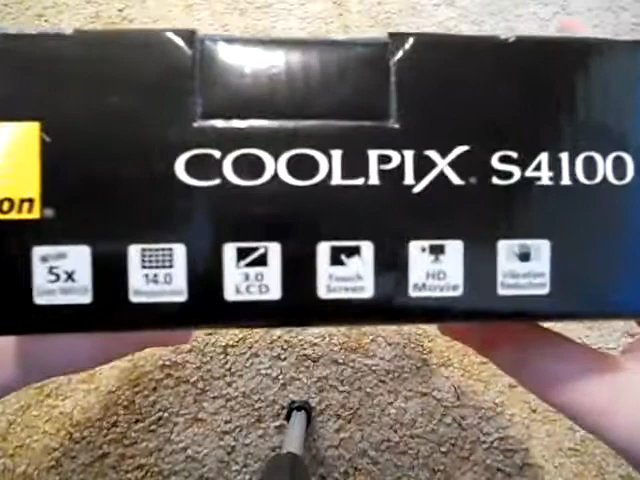 on
COOLPIX S4100
5x
14.0
3.0
LCD
Touch
Screen
HD
Movie
Vibration
Reduction